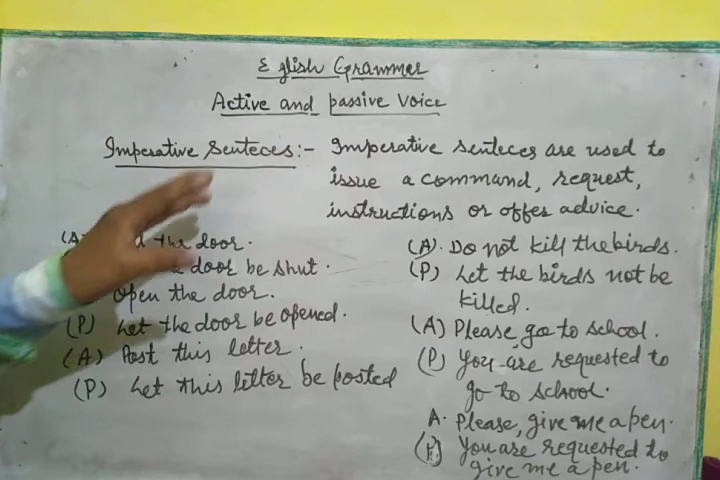 English Grammer
Active and passive Voice
Imperative senteces:- Imperative senteces are used to
issue a command, request,
instructions or offer advice.
(A) the door.
door be shut.
open the door.
(P) Let the door be opened.
(A) Post this letter.
(P) Let this letter be posted
(A). Do not kill the birds.
(P) Let the birds not be
killed.
(A) Please go to school.
(P) You are requested to
go to school.
A. Please, give me a pen.
(P) You are requested to
give me a pen.